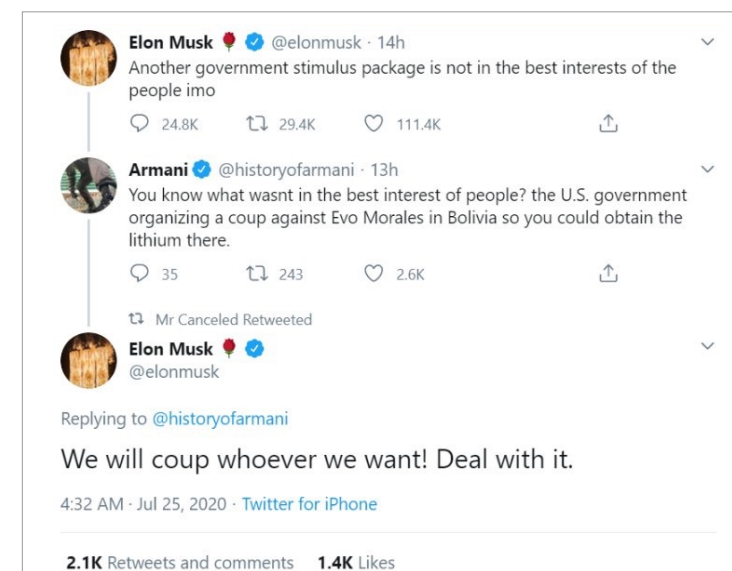 Elon Musk 🌹 @elonmusk · 14h
Another government stimulus package is not in the best interests of the
people imo
24.8K 29.4K 111.4K
Armani @historyofarmani · 13h
You know what wasnt in the best interest of people? the U.S. government
organizing a coup against Evo Morales in Bolivia so you could obtain the
lithium there.
35 243 2.6K
Mr Canceled Retweeted
Elon Musk 🌹
@elonmusk
Replying to @historyofarmani
We will coup whoever we want! Deal with it.
4:32 AM · Jul 25, 2020 · Twitter for iPhone
2.1K Retweets and comments 1.4K Likes